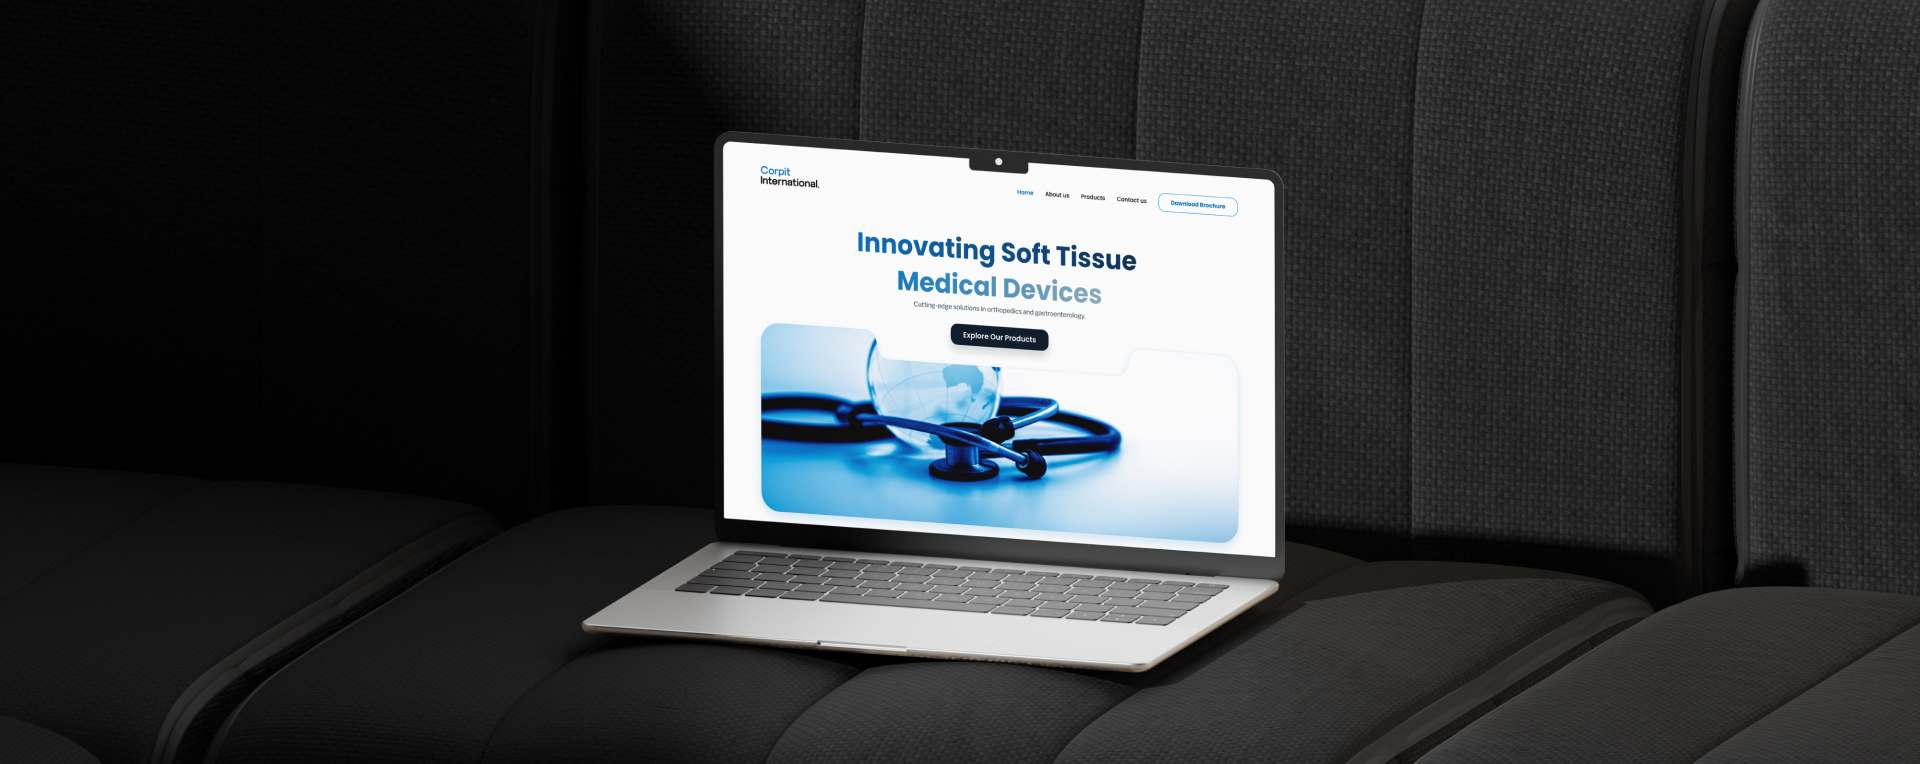 Corpit
International.
Home About us Products Contact us Download Brochure
Innovating Soft Tissue
Medical Devices
Cutting-edge solutions in orthopedics and gastroenterology.
Explore Our Products